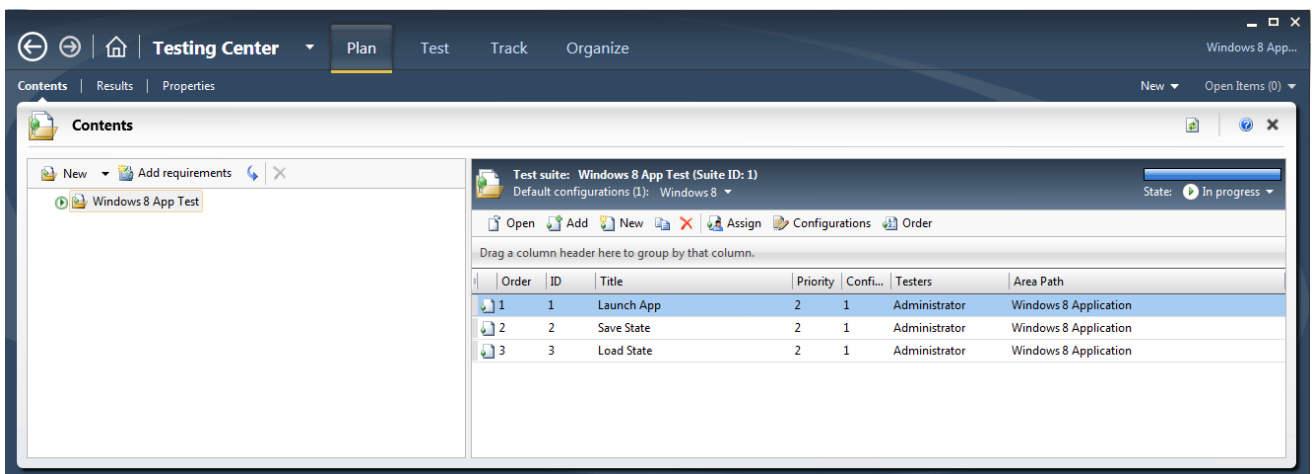 Testing Center Plan Test Track Organize Windows 8 App...
Contents | Results | Properties New Open Items (0)
Contents
New Add requirements
Windows 8 App Test
Test suite: Windows 8 App Test (Suite ID: 1)
Default configurations (1): Windows 8 State: In progress
Open Add New Assign Configurations Order
Drag a column header here to group by that column.
Order ID Title Priority Confi... Testers Area Path
1 1 Launch App 2 1 Administrator Windows 8 Application
2 2 Save State 2 1 Administrator Windows 8 Application
3 3 Load State 2 1 Administrator Windows 8 Application